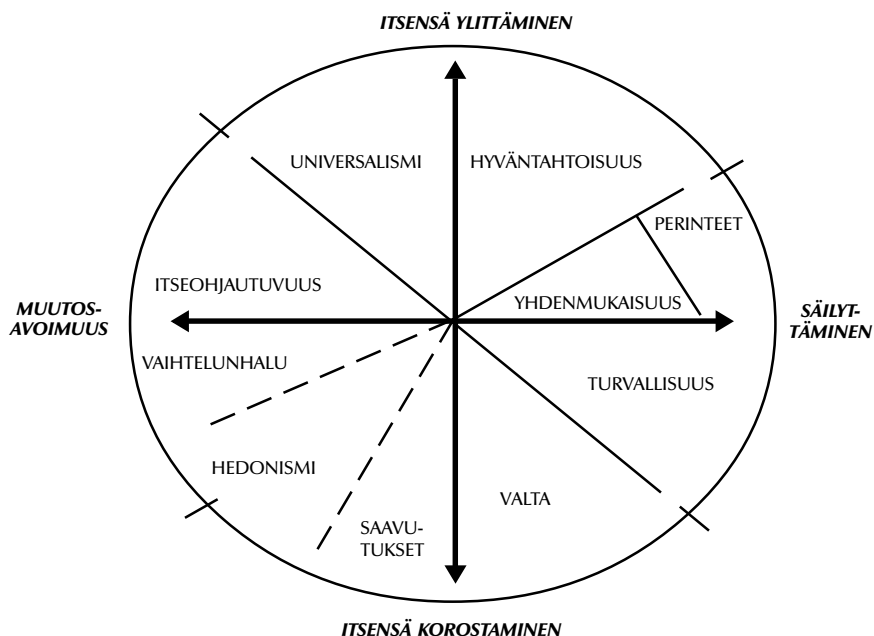 ITSENSÄ YLITTÄMINEN
UNIVERSALISMI
HYVÄNTAHTOISUUS
PERINTEET
ITSEOHJAUTUVUUS
YHDENMUKAISUUS
MUUTOS-
AVOIMUUS
SÄILYT-
TÄMINEN
VAIHTELUNHALU
TURVALLISUUS
HEDONISMI
VALTA
SAAVU-
TUKSET
ITSENSÄ KOROSTAMINEN